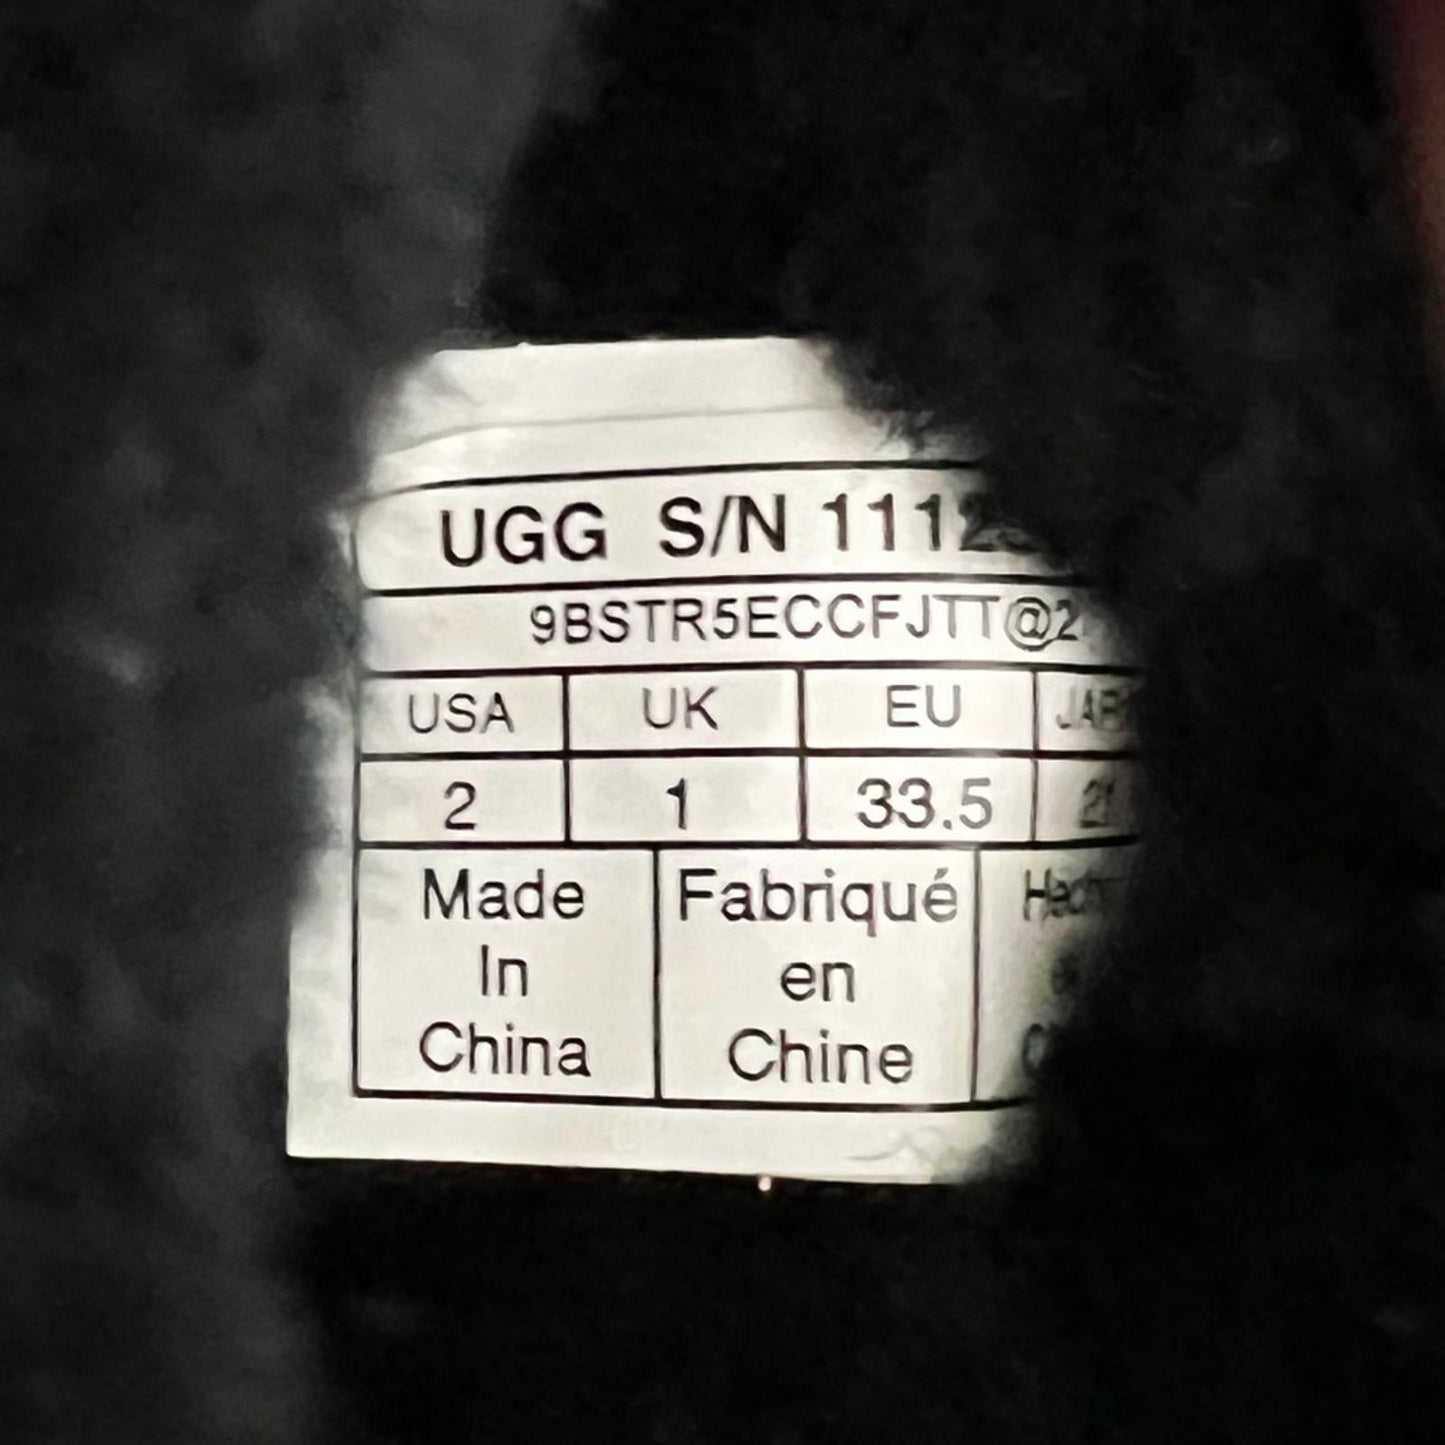 UGG S/N 1112
9BSTR5ECCFJTT@2
USA UK EU
2 1 33.5
Made Fabriqué
In en
China Chine